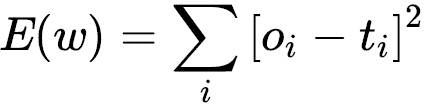 E(w) = ∑_i [o_i − t_i]²